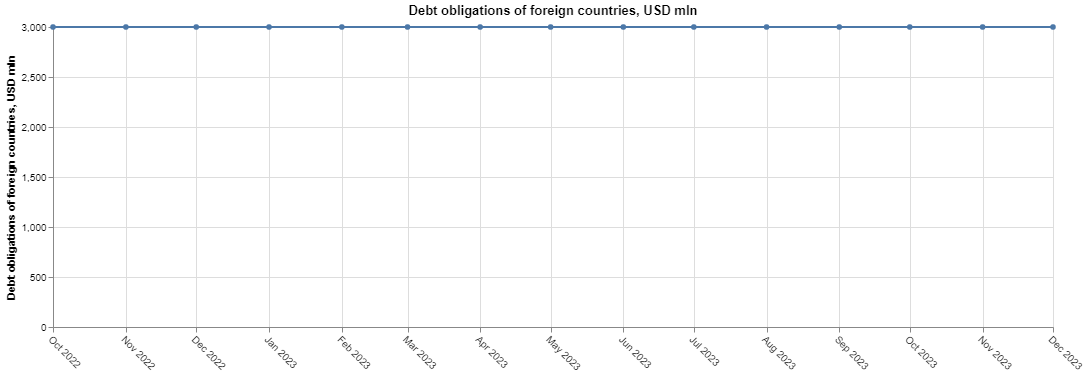 Debt obligations of foreign countries, USD mln
Debt obligations of foreign countries, USD mln
3,000
2,500
2,000
1,500
1,000
500
0
Oct 2022
Nov 2022
Dec 2022
Jan 2023
Feb 2023
Mar 2023
Apr 2023
May 2023
Jun 2023
Jul 2023
Aug 2023
Sep 2023
Oct 2023
Nov 2023
Dec 2023